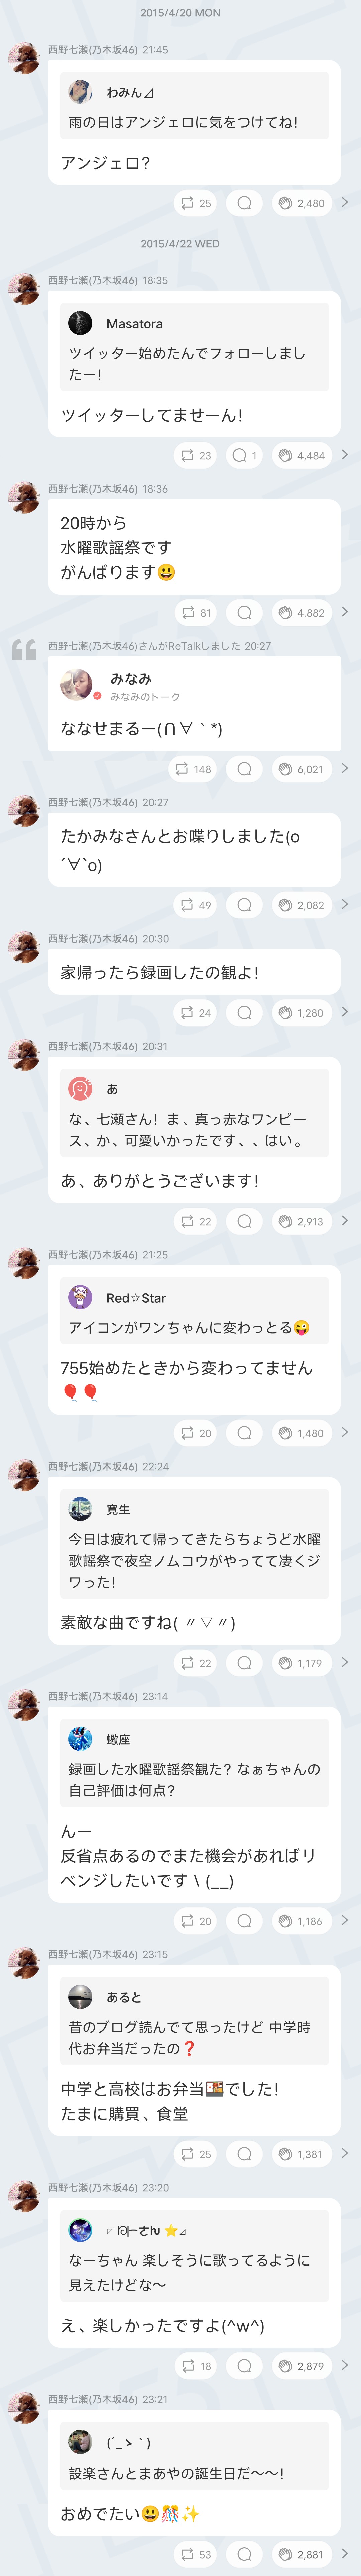 2015/4/20 MON
西野七瀬(乃木坂46) 21:45
わみん⊿
雨の日はアンジェロに気をつけてね!
アンジェロ?
25
2,480
2015/4/22 WED
西野七瀬(乃木坂46) 18:35
Masatora
ツイッター始めたんでフォローしまし
たー!
ツイッターしてませーん!
23
1
4,484
西野七瀬(乃木坂46) 18:36
20時から
水曜歌謡祭です
がんばります😃
81
4,882
西野七瀬(乃木坂46)さんがReTalkしました 20:27
みなみ
みなみのトーク
ななせまるー(∩∀｀*)
148
6,021
西野七瀬(乃木坂46) 20:27
たかみなさんとお喋りしました(o
´∀`o)
49
2,082
西野七瀬(乃木坂46) 20:30
家帰ったら録画したの観よ!
24
1,280
西野七瀬(乃木坂46) 20:31
あ
な、七瀬さん! ま、真っ赤なワンピー
ス、か、可愛いかったです、、はい。
あ、ありがとうございます!
22
2,913
西野七瀬(乃木坂46) 21:25
Red☆Star
アイコンがワンちゃんに変わっとる😜
755始めたときから変わってません
🎈🎈
20
1,480
西野七瀬(乃木坂46) 22:24
寛生
今日は疲れて帰ってきたらちょうど水曜
歌謡祭で夜空ノムコウがやってて凄くジ
ワった!
素敵な曲ですね(〃▽〃)
22
1,179
西野七瀬(乃木坂46) 23:14
蠍座
録画した水曜歌謡祭観た? なぁちゃんの
自己評価は何点?
んー
反省点あるのでまた機会があればリ
ベンジしたいです \ (__)
20
1,186
西野七瀬(乃木坂46) 23:15
あると
昔のブログ読んでて思ったけど 中学時
代お弁当だったの❓
中学と高校はお弁当🍱でした!
たまに購買、食堂
25
1,381
西野七瀬(乃木坂46) 23:20
なーちゃん 楽しそうに歌ってるように
見えたけどな〜
え、楽しかったですよ(^w^)
18
2,879
西野七瀬(乃木坂46) 23:21
(´_ゝ｀)
設楽さんとまあやの誕生日だ〜〜!
おめでたい😃🎊✨
53
2,881